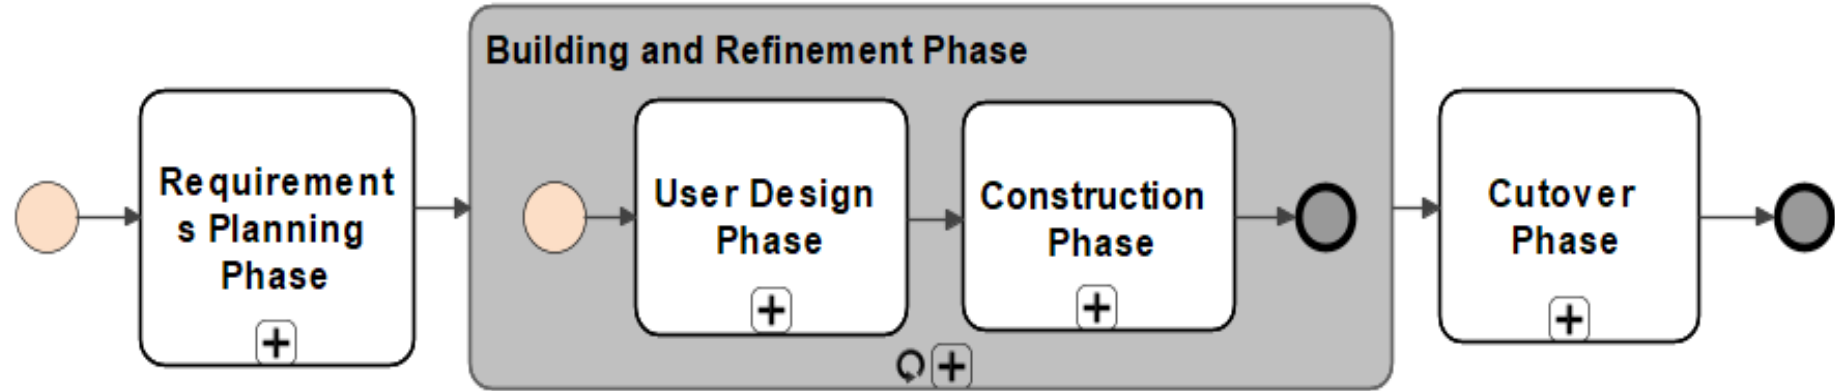 Building and Refinement Phase
Requirement
s Planning
Phase
User Design
Phase
Construction
Phase
Cutover
Phase